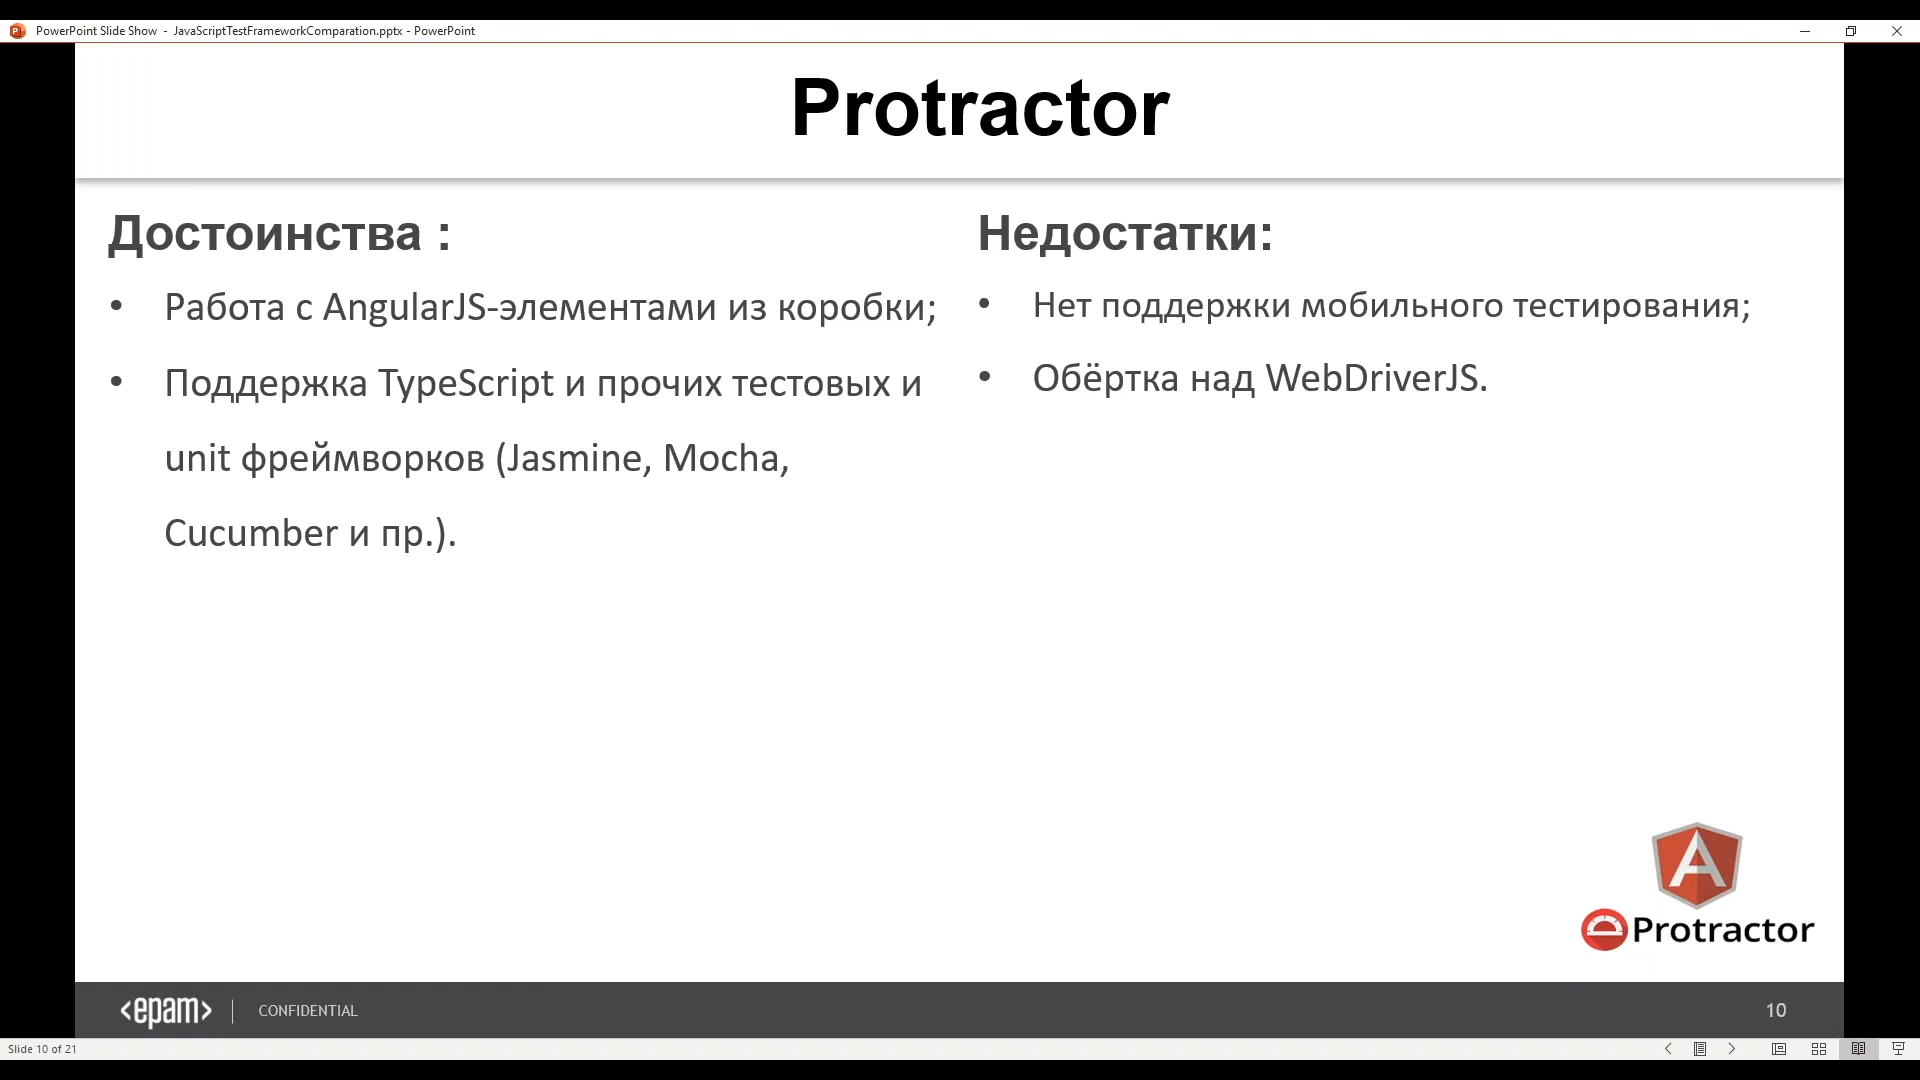 PowerPoint Slide Show - JavaScriptTestFrameworkComparation.pptx - PowerPoint
Protractor
Достоинства :
• Работа с AngularJS-элементами из коробки;
• Поддержка TypeScript и прочих тестовых и
unit фреймворков (Jasmine, Mocha,
Cucumber и пр.).
Недостатки:
• Нет поддержки мобильного тестирования;
• Обёртка над WebDriverJS.
A
Protractor
<epam> | CONFIDENTIAL
10
Slide 10 of 21